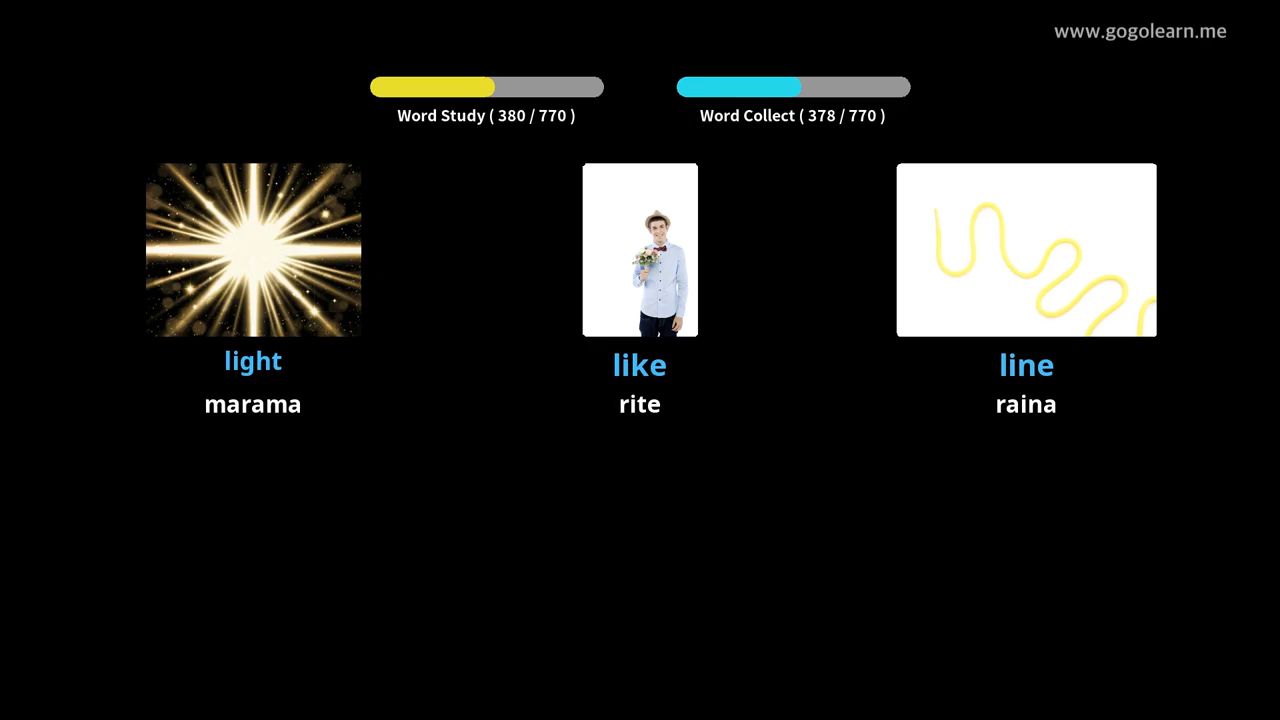 www.gogolearn.me
Word Study ( 380 / 770 )
Word Collect ( 378 / 770 )
light
like
line
marama
rite
raina